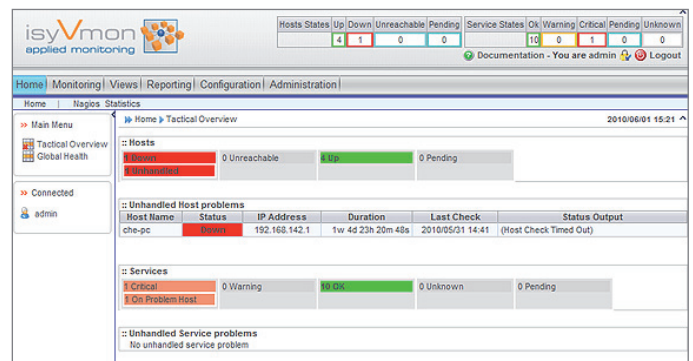 isyVmon
applied monitoring
Hosts States Up Down Unreachable Pending
4 1 0 0
Service States Ok Warning Critical Pending Unknown
10 0 1 0 0
Documentation - You are admin Logout
Home Monitoring Views Reporting Configuration Administration
Home | Nagios Statistics
Main Menu
Tactical Overview
Global Health
Connected
admin
Home Tactical Overview 2010/06/01 15:21
:: Hosts
1 Down 0 Unreachable 4 Up 0 Pending
1 Unhandled
:: Unhandled Host problems
Host Name Status IP Address Duration Last Check Status Output
che-pc Down 192.168.142.1 1w 4d 23h 20m 48s 2010/05/31 14:41 (Host Check Timed Out)
:: Services
1 Critical 0 Warning 10 OK 0 Unknown 0 Pending
1 On Problem Host
:: Unhandled Service problems
No unhandled service problem